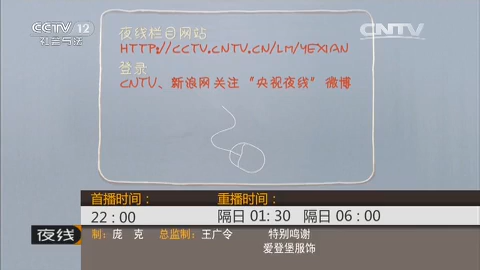 CCTV 12
社会与法
CNTV
夜线栏目网站
HTTP://CCTV.CNTV.CN/LM/YEXIAN
登录
CNTV、新浪网关注“央视夜线”微博
首播时间： 重播时间：
22：00 隔日 01：30 隔日 06：00
夜线
制：庞 克 总监制：王广令 特别鸣谢
爱登堡服饰